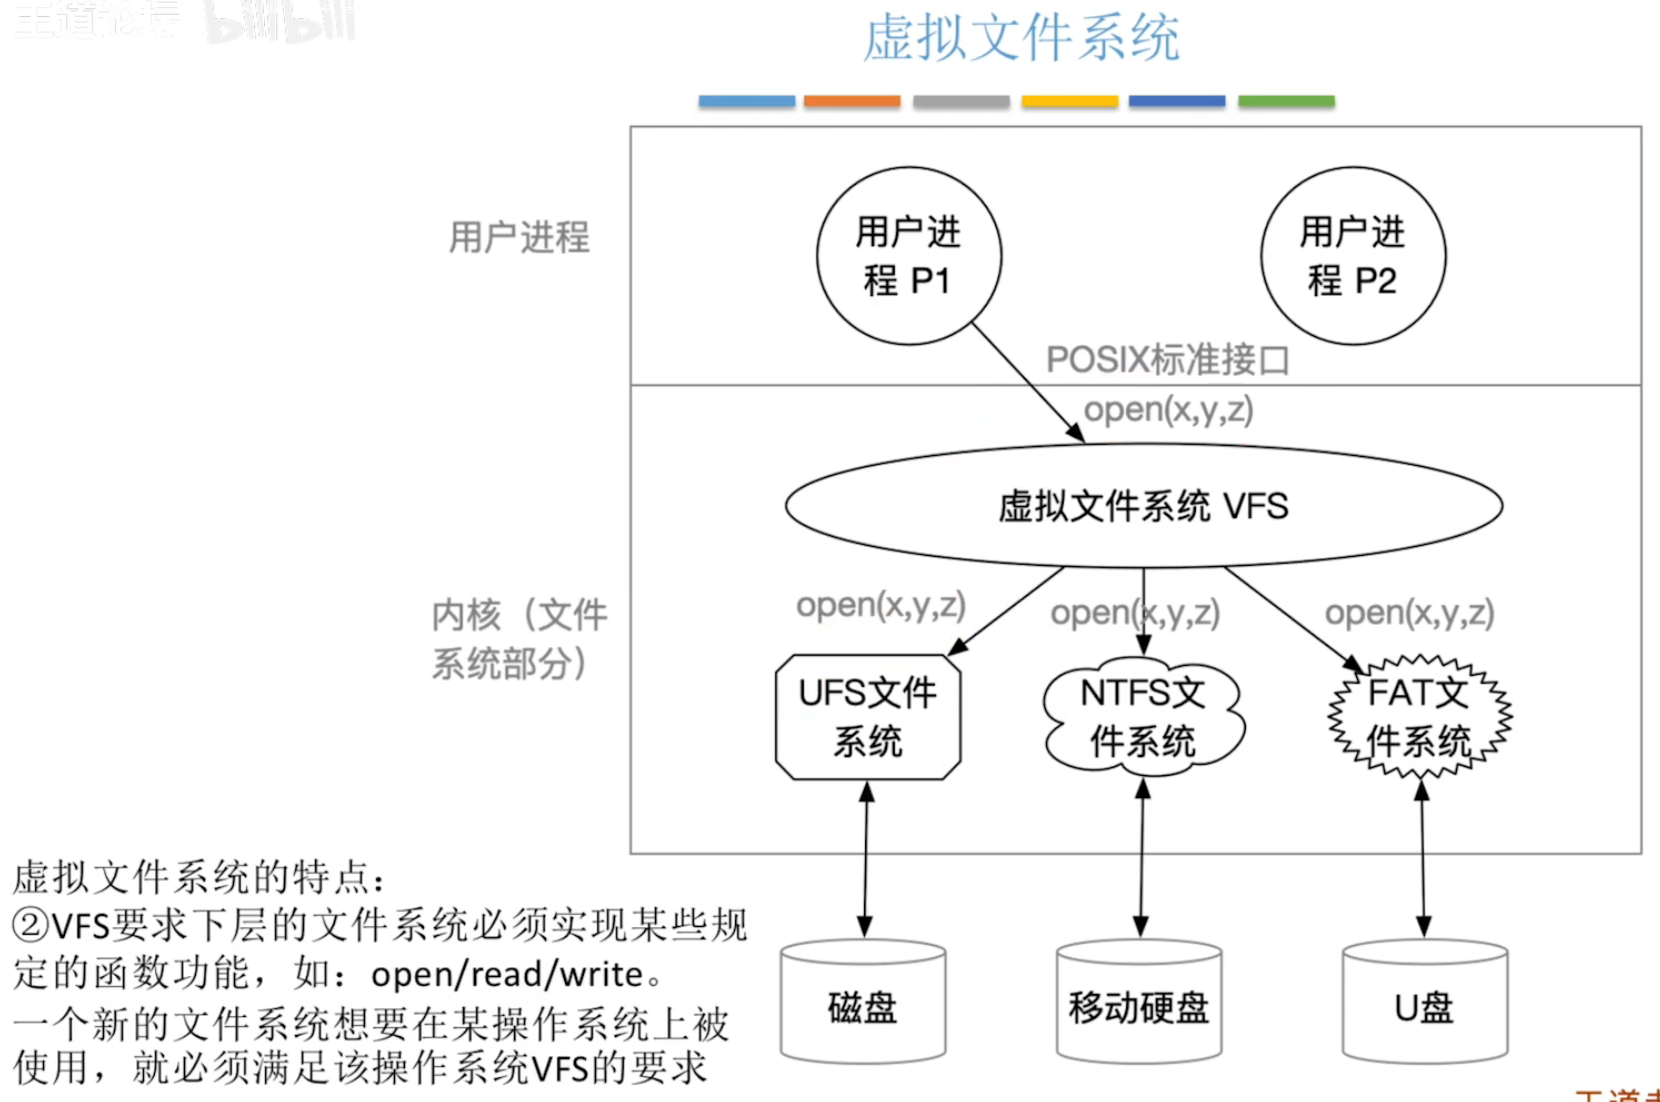 王道论坛 bilibili
虚拟文件系统
用户进程
用户进
程 P1
用户进
程 P2
POSIX标准接口
open(x,y,z)
虚拟文件系统 VFS
内核（文件
系统部分）
open(x,y,z)
open(x,y,z)
open(x,y,z)
UFS文件
系统
NTFS文
件系统
FAT文
件系统
虚拟文件系统的特点：
②VFS要求下层的文件系统必须实现某些规
定的函数功能，如：open/read/write。
一个新的文件系统想要在某操作系统上被
使用，就必须满足该操作系统VFS的要求
磁盘
移动硬盘
U盘